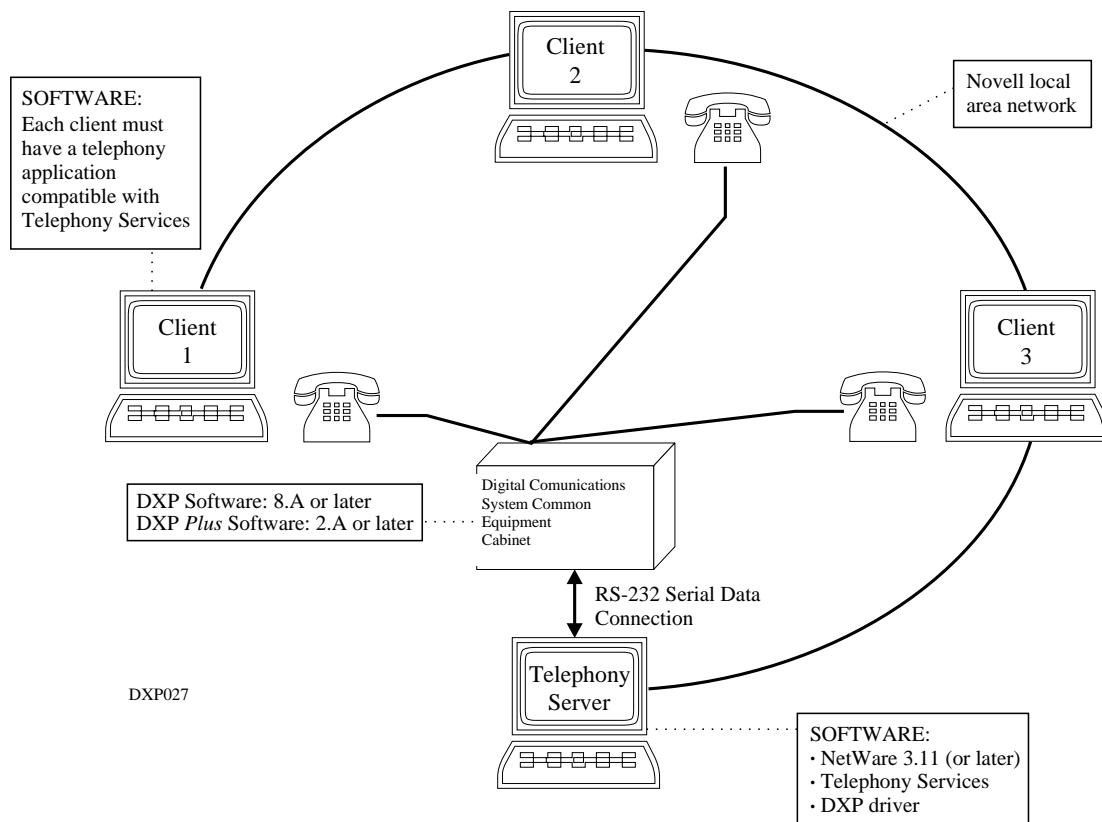 Client
2
Novell local
area network
SOFTWARE:
Each client must
have a telephony
application
compatible with
Telephony Services
Client
1
Client
3
Digital Comunications
System Common
Equipment
Cabinet
DXP Software: 8.A or later
DXP Plus Software: 2.A or later
RS-232 Serial Data
Connection
Telephony
Server
DXP027
SOFTWARE:
· NetWare 3.11 (or later)
· Telephony Services
· DXP driver